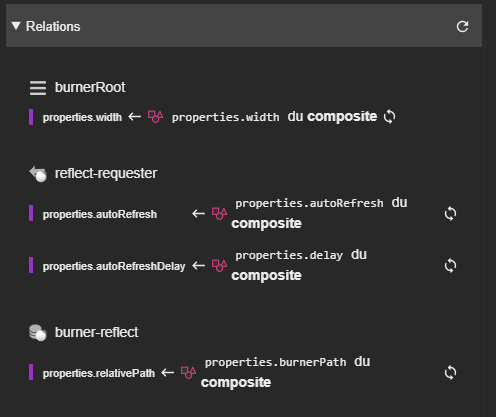 Relations
burnerRoot
properties.width ← properties.width du composite
reflect-requester
properties.autoRefresh ← properties.autoRefresh du
composite
properties.autoRefreshDelay ← properties.delay du
composite
burner-reflect
properties.relativePath ← properties.burnerPath du
composite